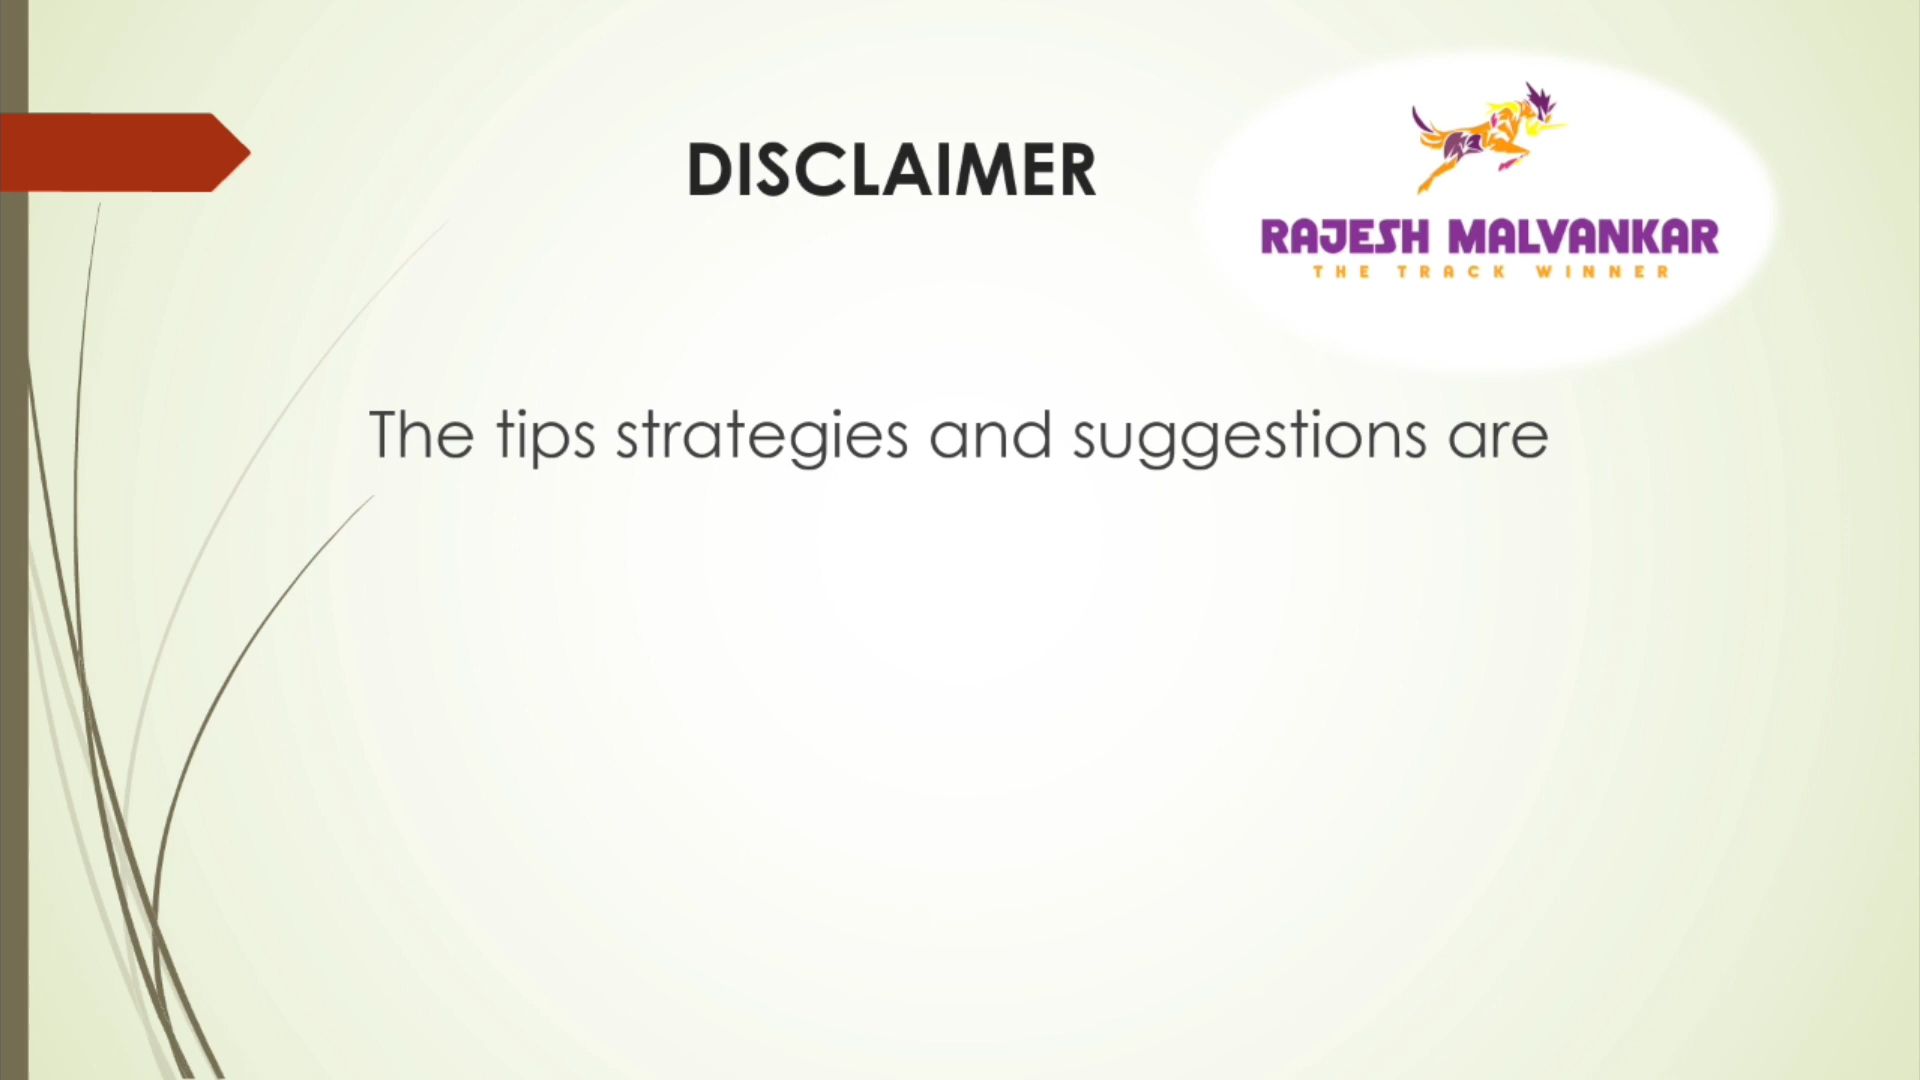 DISCLAIMER
RAJESH MALVANKAR
THE TRACK WINNER
The tips strategies and suggestions are